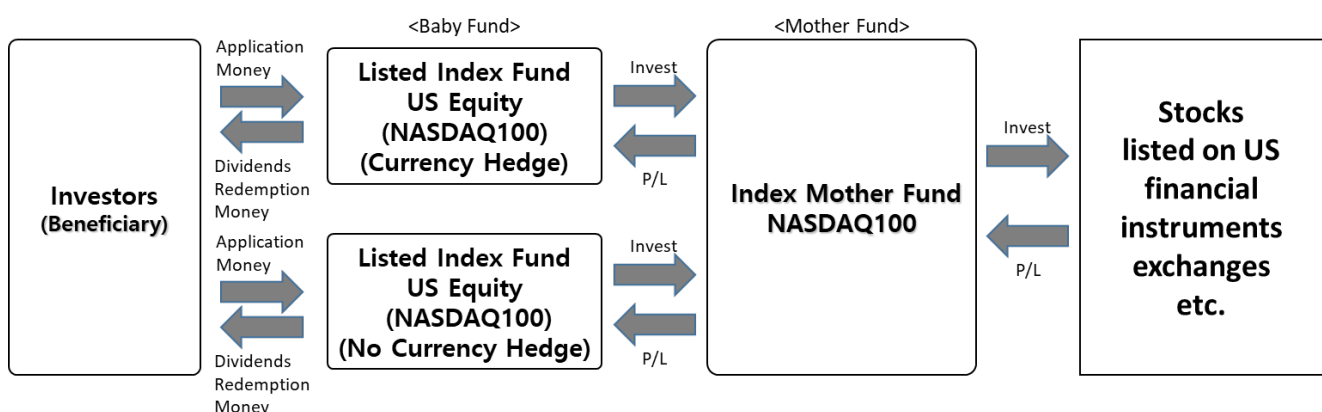 <Baby Fund>
<Mother Fund>
Investors
(Beneficiary)
Application
Money
Dividends
Redemption
Money
Application
Money
Dividends
Redemption
Money
Listed Index Fund
US Equity
(NASDAQ100)
(Currency Hedge)
Listed Index Fund
US Equity
(NASDAQ100)
(No Currency Hedge)
Invest
P/L
Invest
P/L
Index Mother Fund
NASDAQ100
Invest
P/L
Stocks
listed on US
financial
instruments
exchanges
etc.